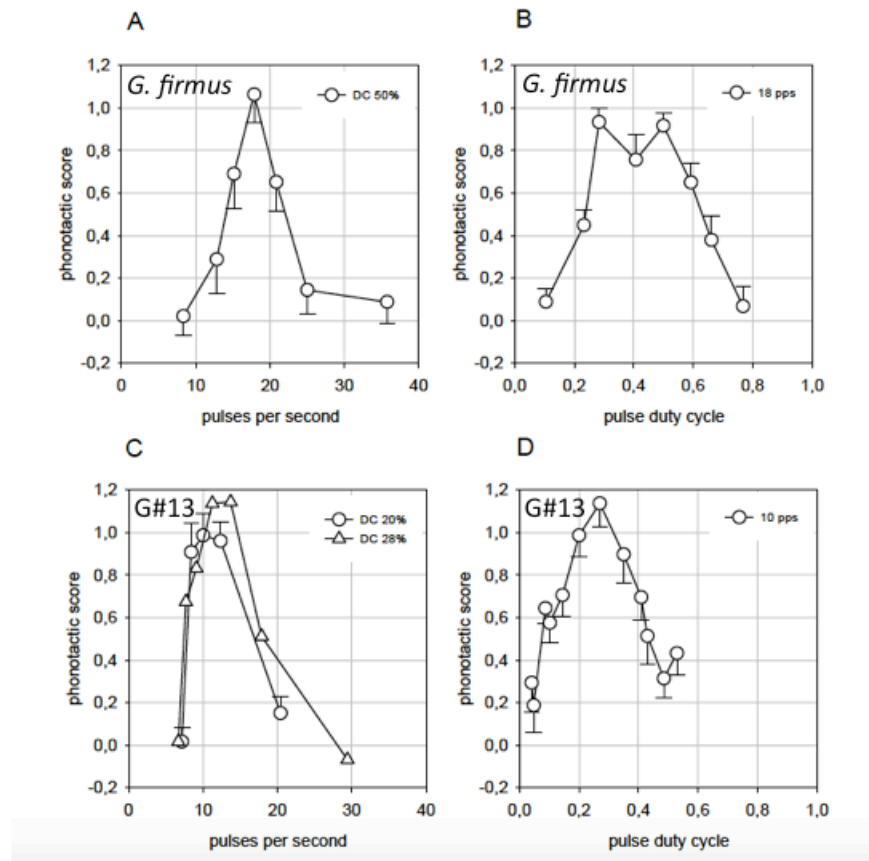 A
G. firmus
DC 50%
1,2
1,0
0,8
0,6
0,4
0,2
0,0
-0,2
phonotactic score
0 10 20 30 40
pulses per second
B
G. firmus
18 pps
1,2
1,0
0,8
0,6
0,4
0,2
0,0
-0,2
phonotactic score
0,0 0,2 0,4 0,6 0,8 1,0
pulse duty cycle
C
G#13
DC 20%
DC 28%
1,2
1,0
0,8
0,6
0,4
0,2
0,0
-0,2
phonotactic score
0 10 20 30 40
pulses per second
D
G#13
10 pps
1,2
1,0
0,8
0,6
0,4
0,2
0,0
-0,2
phonotactic score
0,0 0,2 0,4 0,6 0,8 1,0
pulse duty cycle